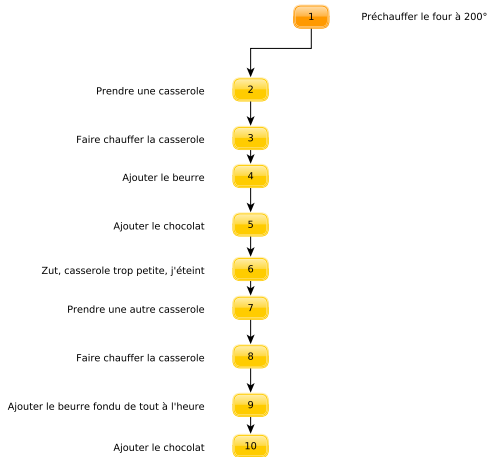 1 Préchauffer le four à 200°
Prendre une casserole 2
Faire chauffer la casserole 3
Ajouter le beurre 4
Ajouter le chocolat 5
Zut, casserole trop petite, j'éteint 6
Prendre une autre casserole 7
Faire chauffer la casserole 8
Ajouter le beurre fondu de tout à l'heure 9
Ajouter le chocolat 10